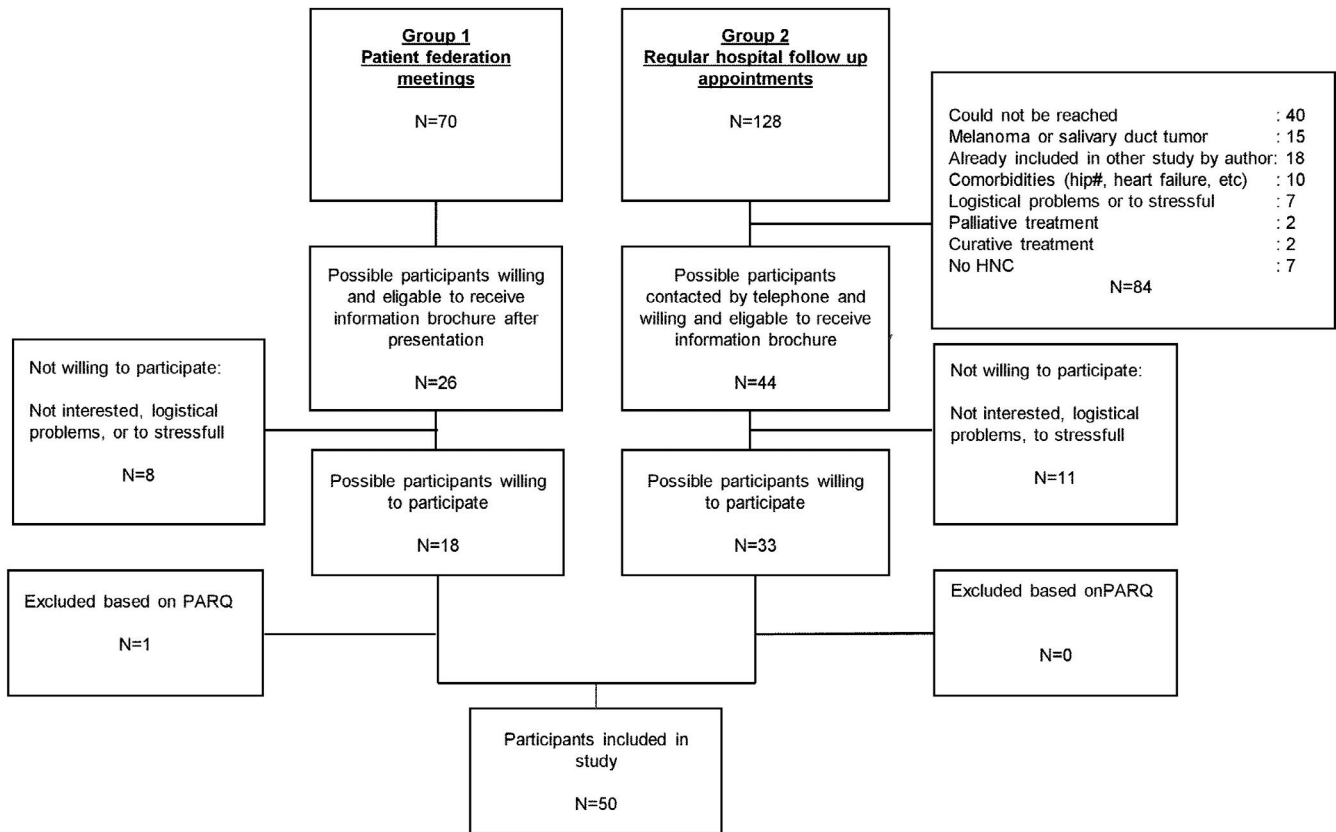 Group 1
Patient federation
meetings
N=70
Group 2
Regular hospital follow up
appointments
N=128
Could not be reached : 40
Melanoma or salivary duct tumor : 15
Already included in other study by author: 18
Comorbidities (hip#, heart failure, etc) : 10
Logistical problems or to stressful : 7
Palliative treatment : 2
Curative treatment : 2
No HNC : 7
N=84
Possible participants willing
and eligable to receive
information brochure after
presentation
N=26
Possible participants
contacted by telephone and
willing and eligable to receive
information brochure
N=44
Not willing to participate:
Not interested, logistical
problems, or to stressfull
N=8
Not willing to participate:
Not interested, logistical
problems, to stressfull
N=11
Possible participants willing
to participate
N=18
Possible participants willing
to participate
N=33
Excluded based on PARQ
N=1
Excluded based onPARQ
N=0
Participants included in
study
N=50